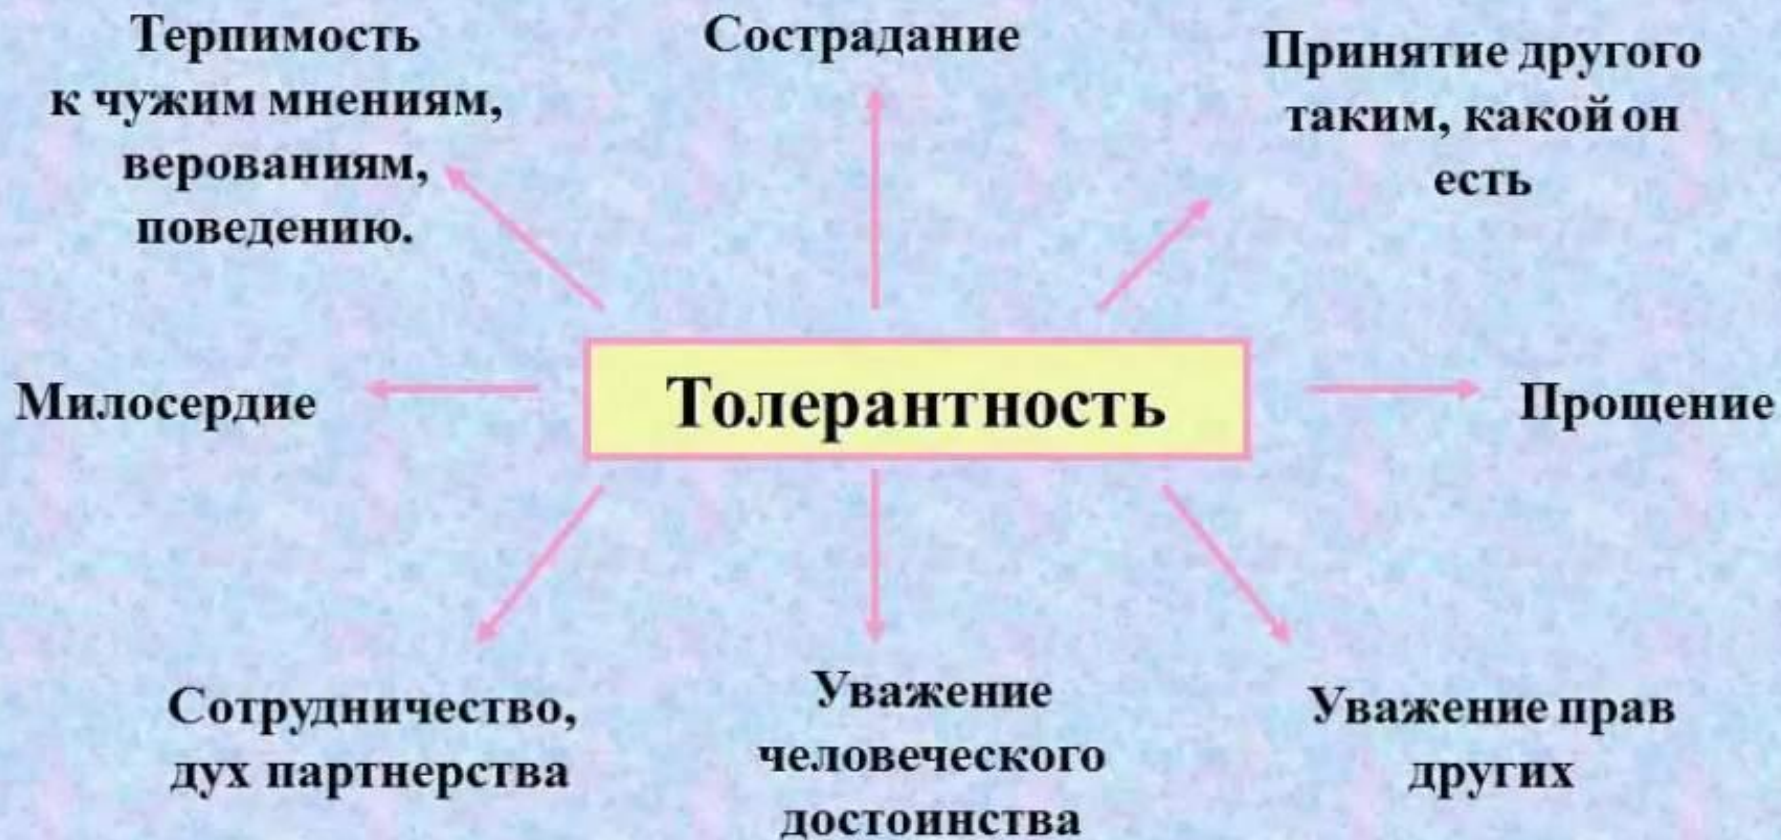 Терпимость
к чужим мнениям,
верованиям,
поведению.
Сострадание
Принятие другого
таким, какой он
есть
Милосердие
Толерантность
Прощение
Сотрудничество,
дух партнерства
Уважение
человеческого
достоинства
Уважение прав
других